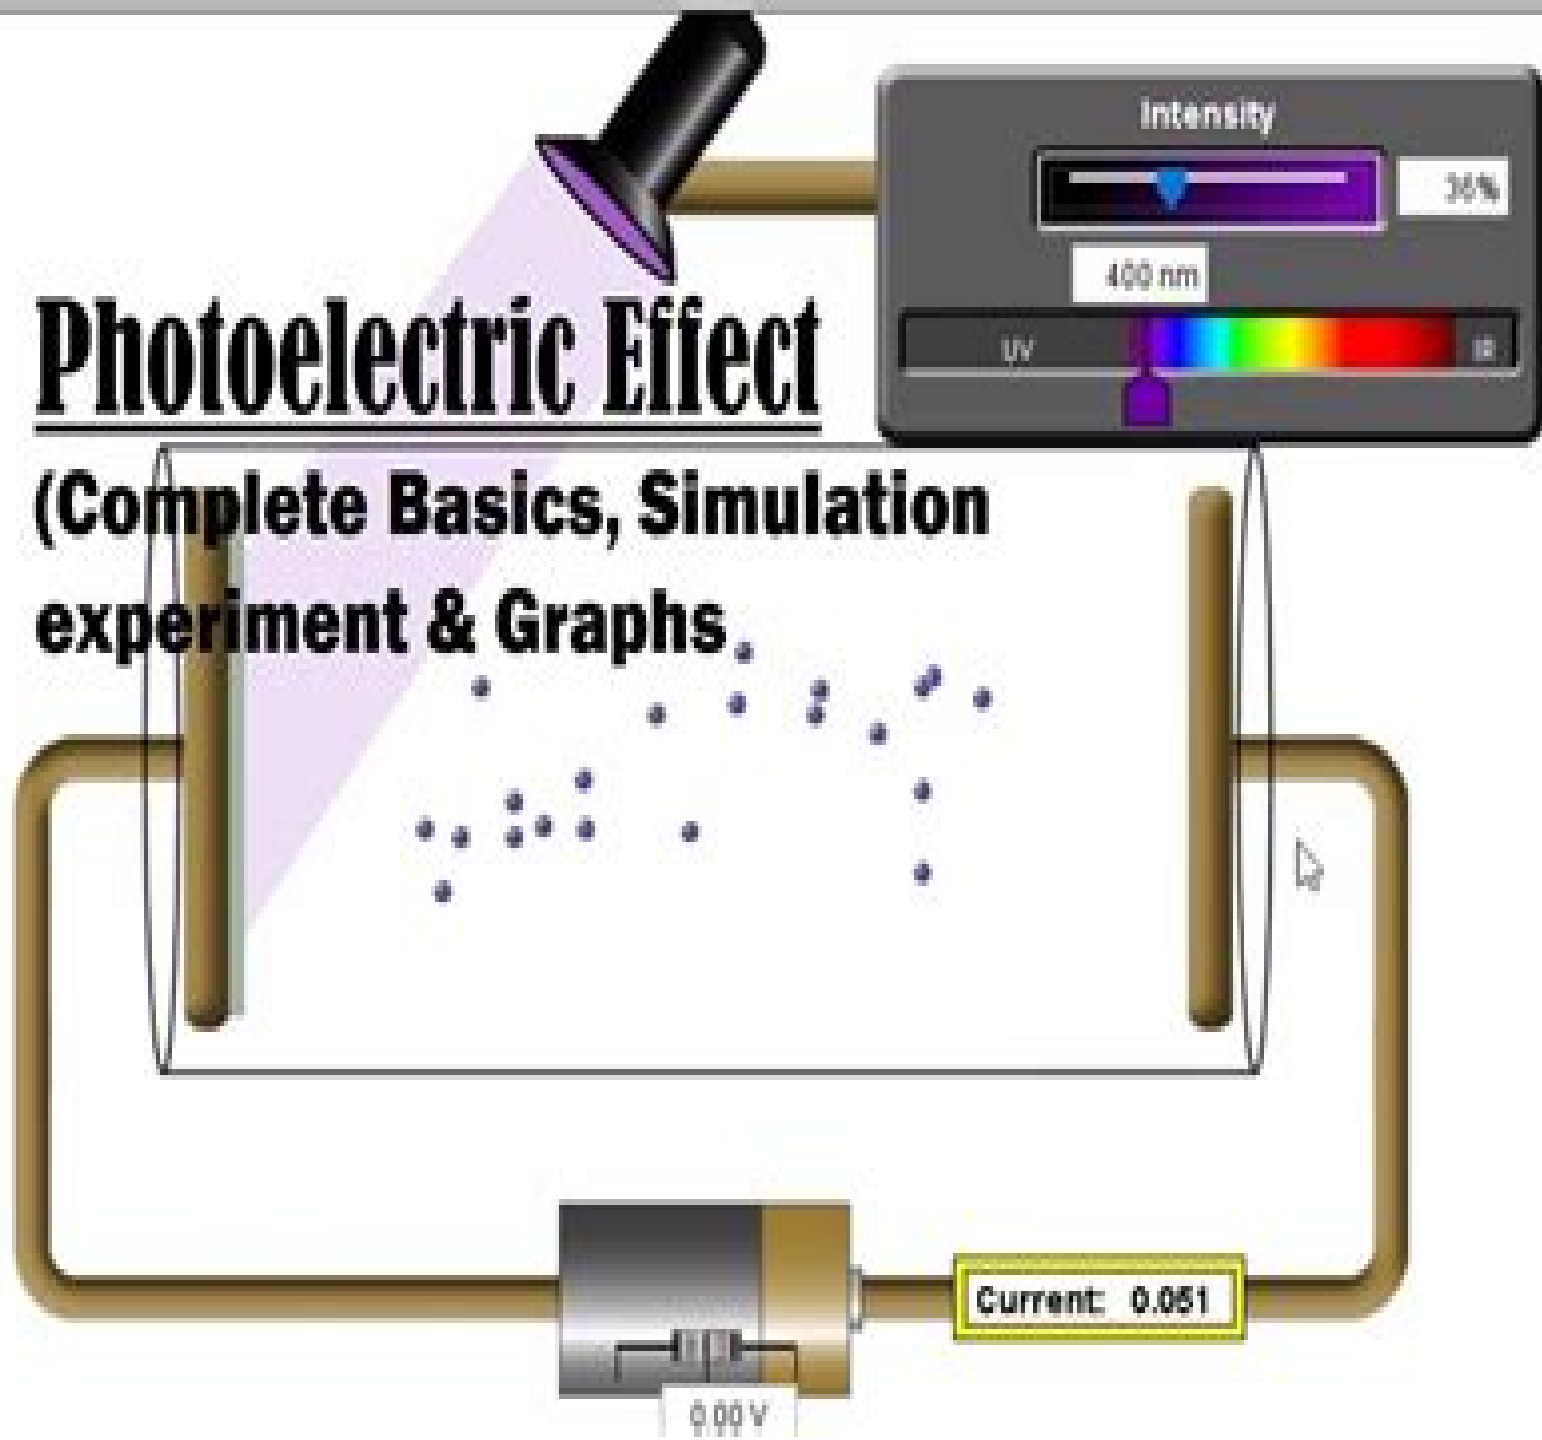 Intensity
36%
400 nm
UV
IR
Photoelectric Effect
(Complete Basics, Simulation
experiment & Graphs
Current: 0.051
0.00 V